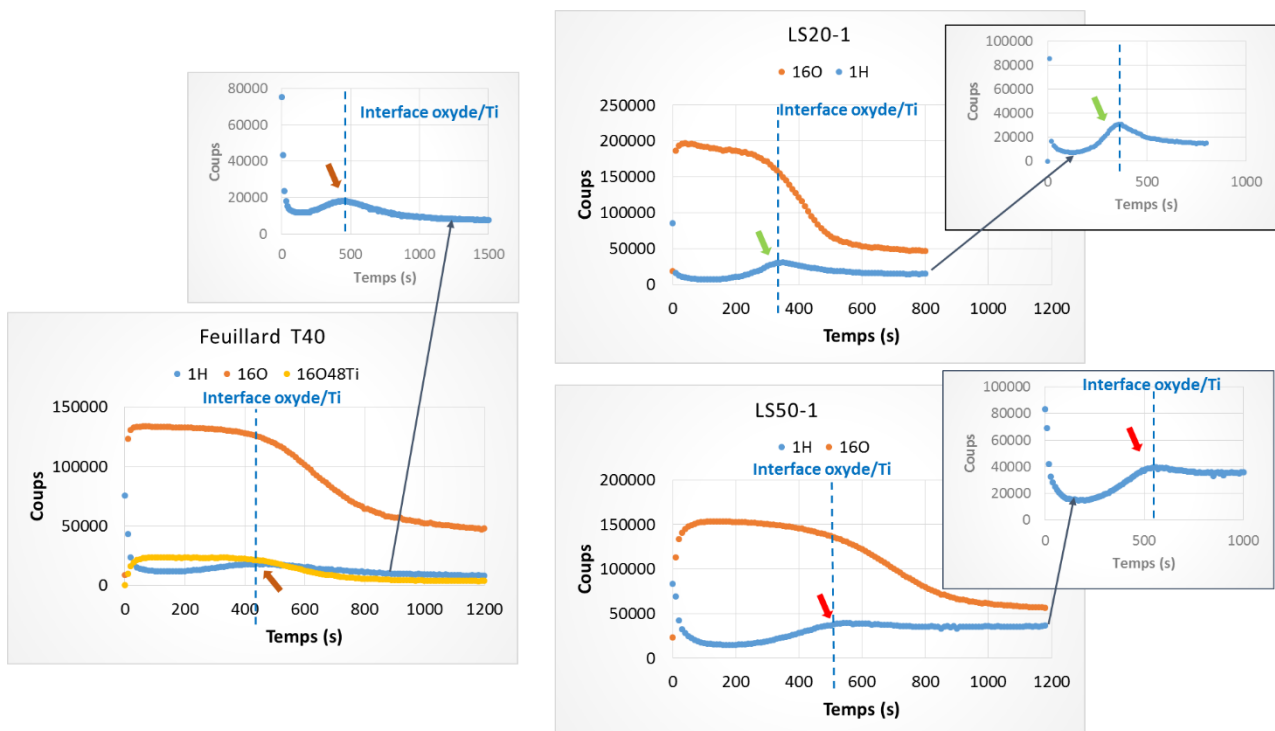 80000
60000
40000
20000
0
Coups
Interface oxyde/Ti
0 500 1000 1500
Temps (s)
Feuillard T40
1H 16O 16O48Ti
Interface oxyde/Ti
150000
100000
50000
0
Coups
0 200 400 600 800 1000 1200
Temps (s)
LS20-1
16O 1H
Interface oxyde/Ti
250000
200000
150000
100000
50000
0
Coups
0 200 400 600 800 1000 1200
Temps (s)
100000
80000
60000
40000
20000
0
Coups
0 500 1000
Temps (s)
LS50-1
1H 16O
Interface oxyde/Ti
200000
150000
100000
50000
0
Coups
0 200 400 600 800 1000 1200
Temps (s)
Interface oxyde/Ti
100000
80000
60000
40000
20000
0
Coups
0 500 1000
Temps (s)